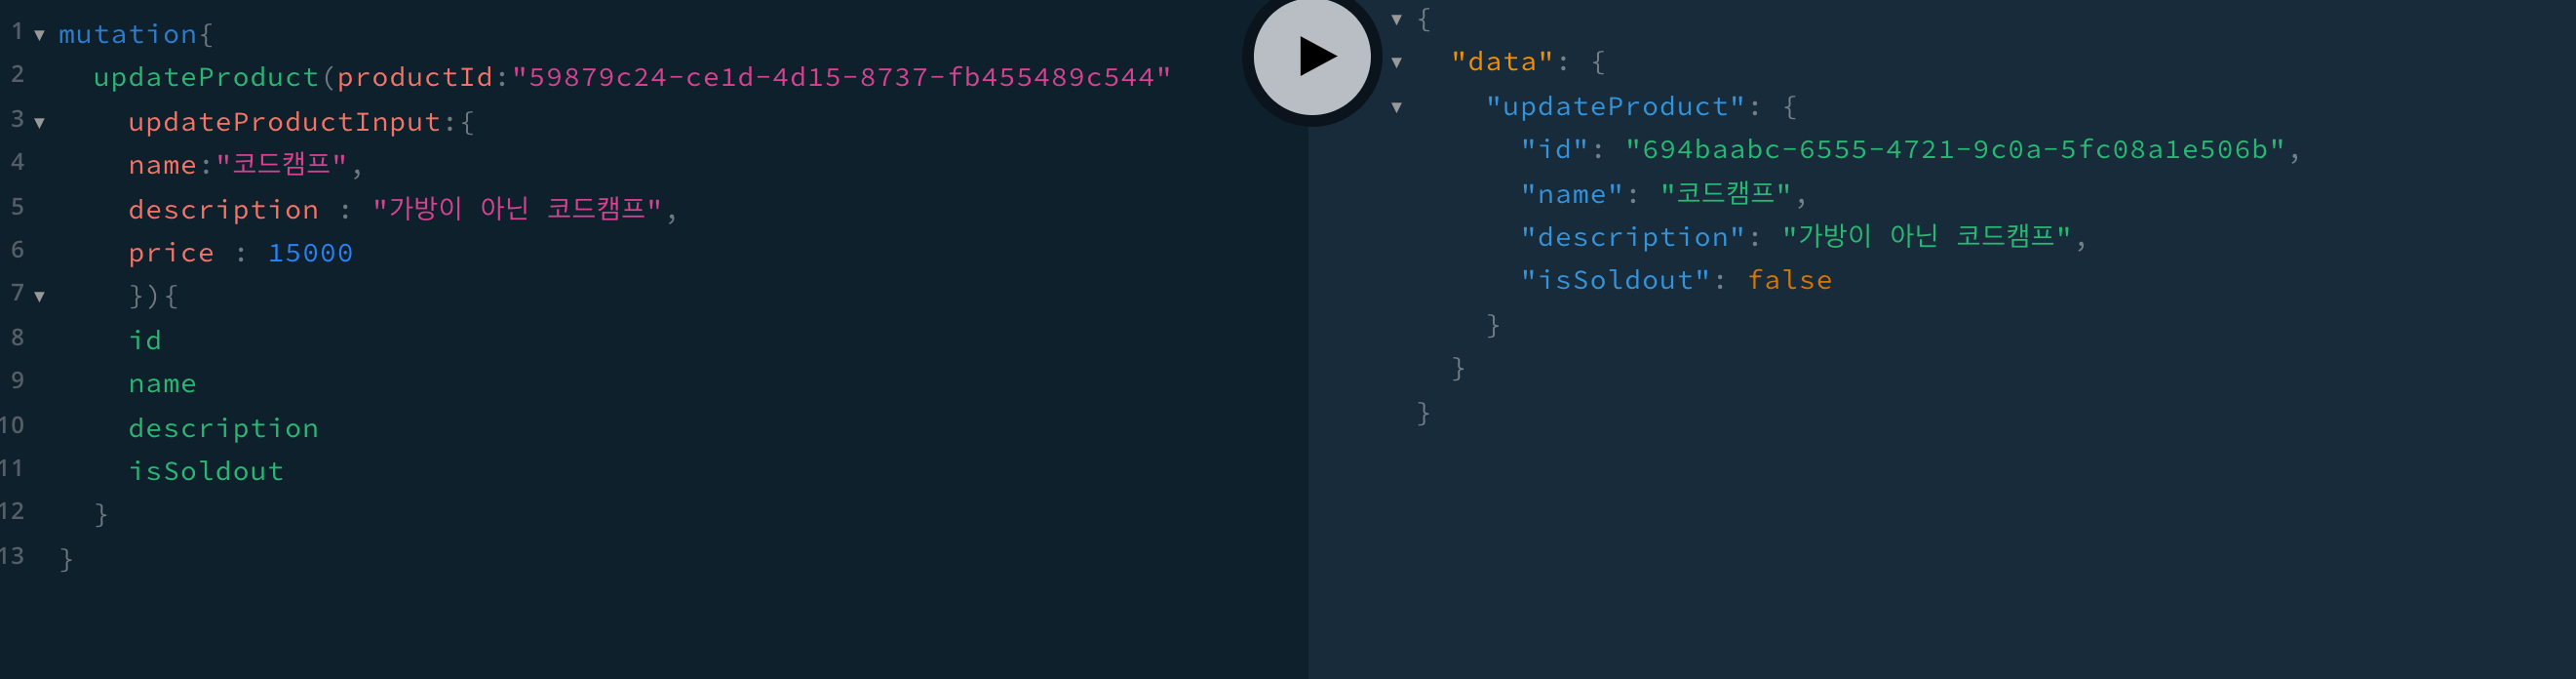 1 mutation{
2 updateProduct(productId:"59879c24-ce1d-4d15-8737-fb455489c544"
3 updateProductInput:{
4 name:"코드캠프",
5 description : "가방이 아닌 코드캠프",
6 price : 15000
7 }){
8 id
9 name
10 description
11 isSoldout
12 }
13 }
{
"data": {
"updateProduct": {
"id": "694baabc-6555-4721-9c0a-5fc08a1e506b",
"name": "코드캠프",
"description": "가방이 아닌 코드캠프",
"isSoldout": false
}
}
}